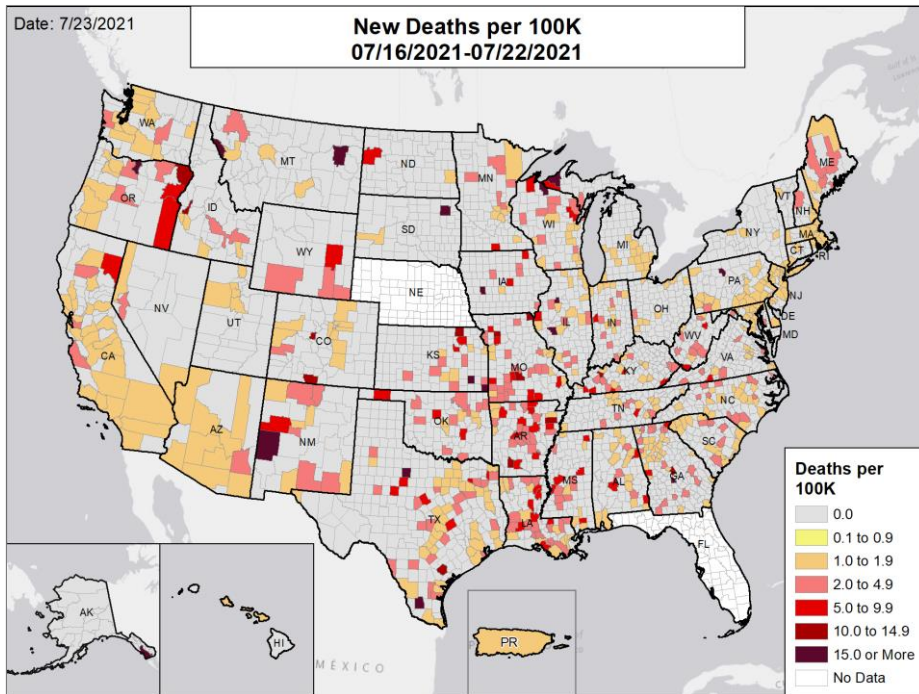 Date: 7/23/2021
New Deaths per 100K
07/16/2021-07/22/2021
WA
MT
ND
MN
ME
OR
ID
SD
WI
MI
VT
NH
NY
MA
CT
RI
WY
IA
PA
NJ
NE
NV
UT
CO
IL
IN
OH
DE
MD
WV
VA
CA
KS
MO
KY
NC
AZ
NM
OK
AR
TN
SC
MS
AL
GA
TX
LA
FL
AK
HI
PR
MÉXICO
Deaths per
100K
0.0
0.1 to 0.9
1.0 to 1.9
2.0 to 4.9
5.0 to 9.9
10.0 to 14.9
15.0 or More
No Data